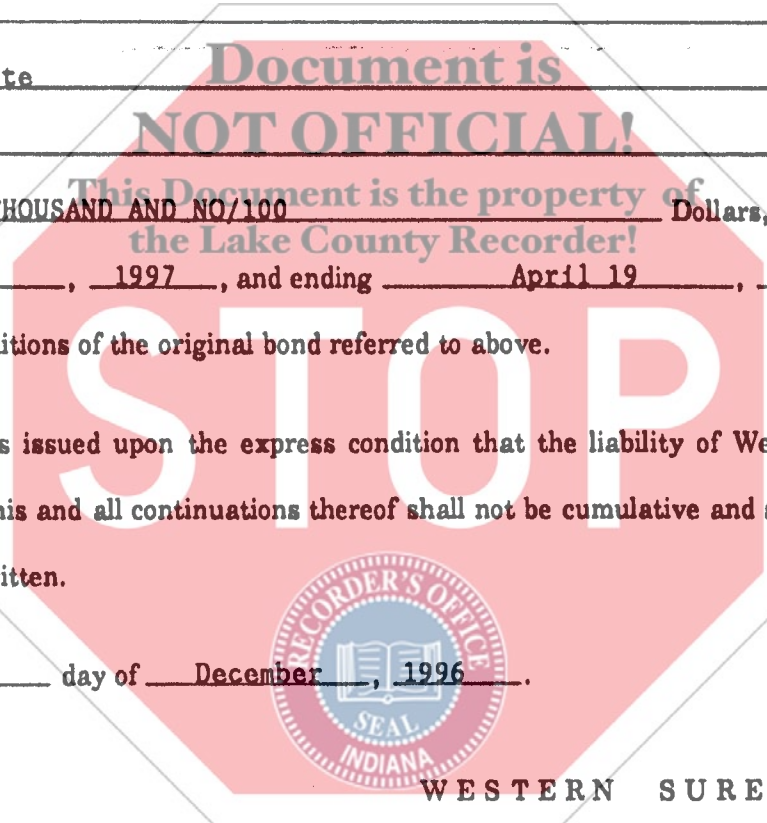 Document is
te
NOT OFFICIAL!
This Document is the property of
HOUSAND AND NO/100 Dollars,
the Lake County Recorder!
, 1997 , and ending April 19 ,
itions of the original bond referred to above.
STOP
s issued upon the express condition that the liability of We
his and all continuations thereof shall not be cumulative and
itten.
RECORDER'S OFFICE
day of December , 1996 .
SEAL
INDIANA
WESTERN SURE